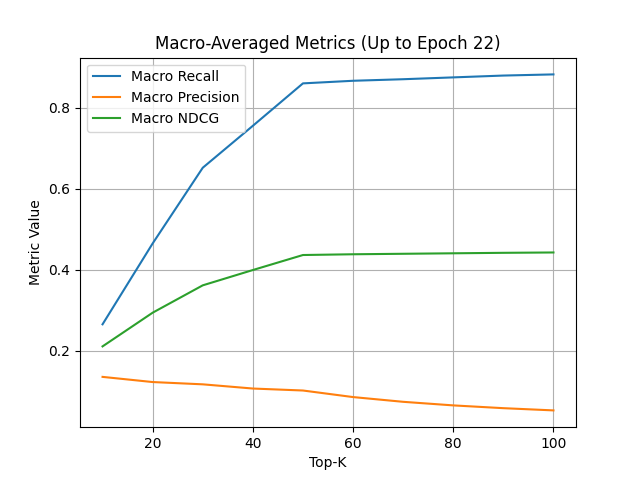 Macro-Averaged Metrics (Up to Epoch 22)
Macro Recall
Macro Precision
Macro NDCG
Metric Value
0.8
0.6
0.4
0.2
20 40 60 80 100
Top-K